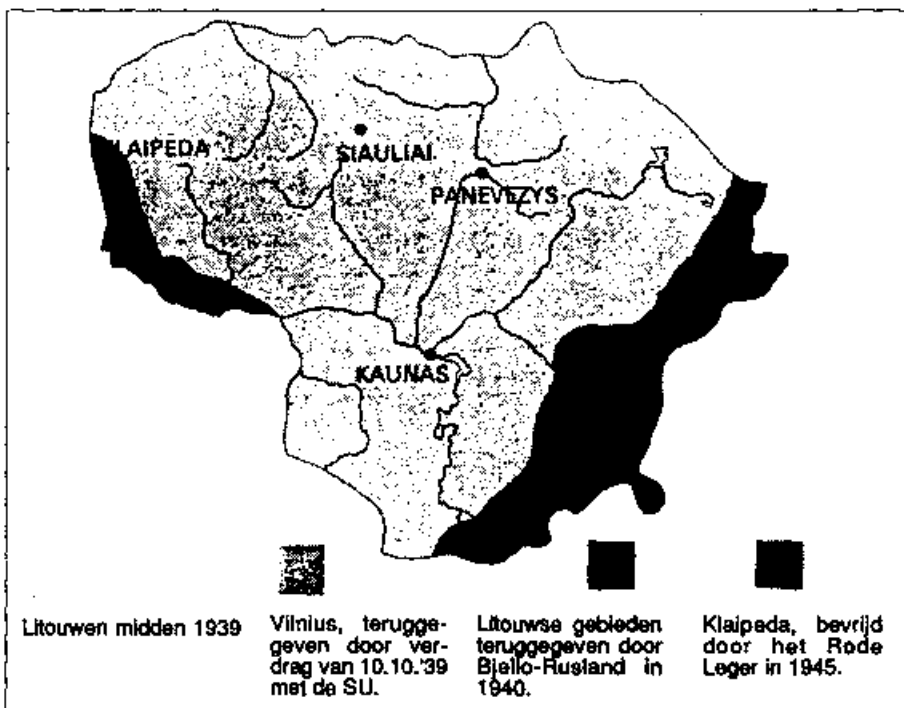 LAIPEDA
SIAULIAI
PANEVEZYS
KAUNAS
Litouwen midden 1939
Vilnius, terugge-
geven door ver-
drag van 10.10.'39
met de SU.
Litouwse gebieden
teruggegeven door
Bjello-Rusland in
1940.
Klaipeda, bevrijd
door het Rode
Leger in 1945.